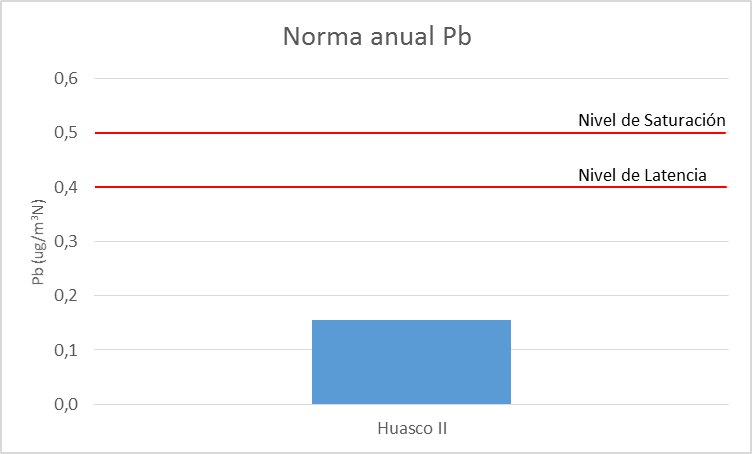 Norma anual Pb
Pb (ug/m³N)
0,6
0,5
0,4
0,3
0,2
0,1
0,0
Nivel de Saturación
Nivel de Latencia
Huasco II